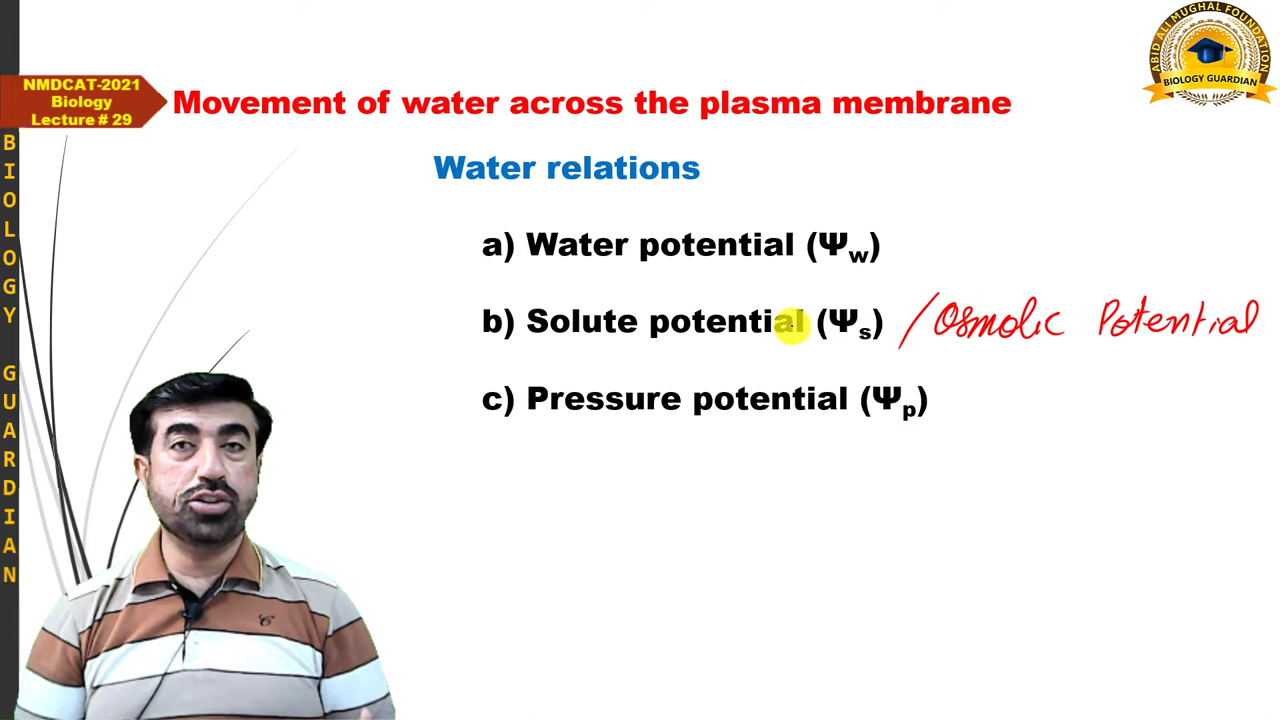 ABID ALI MUGHAL FOUNDATION
BIOLOGY GUARDIAN
NMDCAT-2021
Biology
Lecture # 29
Movement of water across the plasma membrane
Water relations
a) Water potential (Ψw)
b) Solute potential (Ψs) / Osmolic Potential
c) Pressure potential (Ψp)
BIOLOGY GUARDIAN